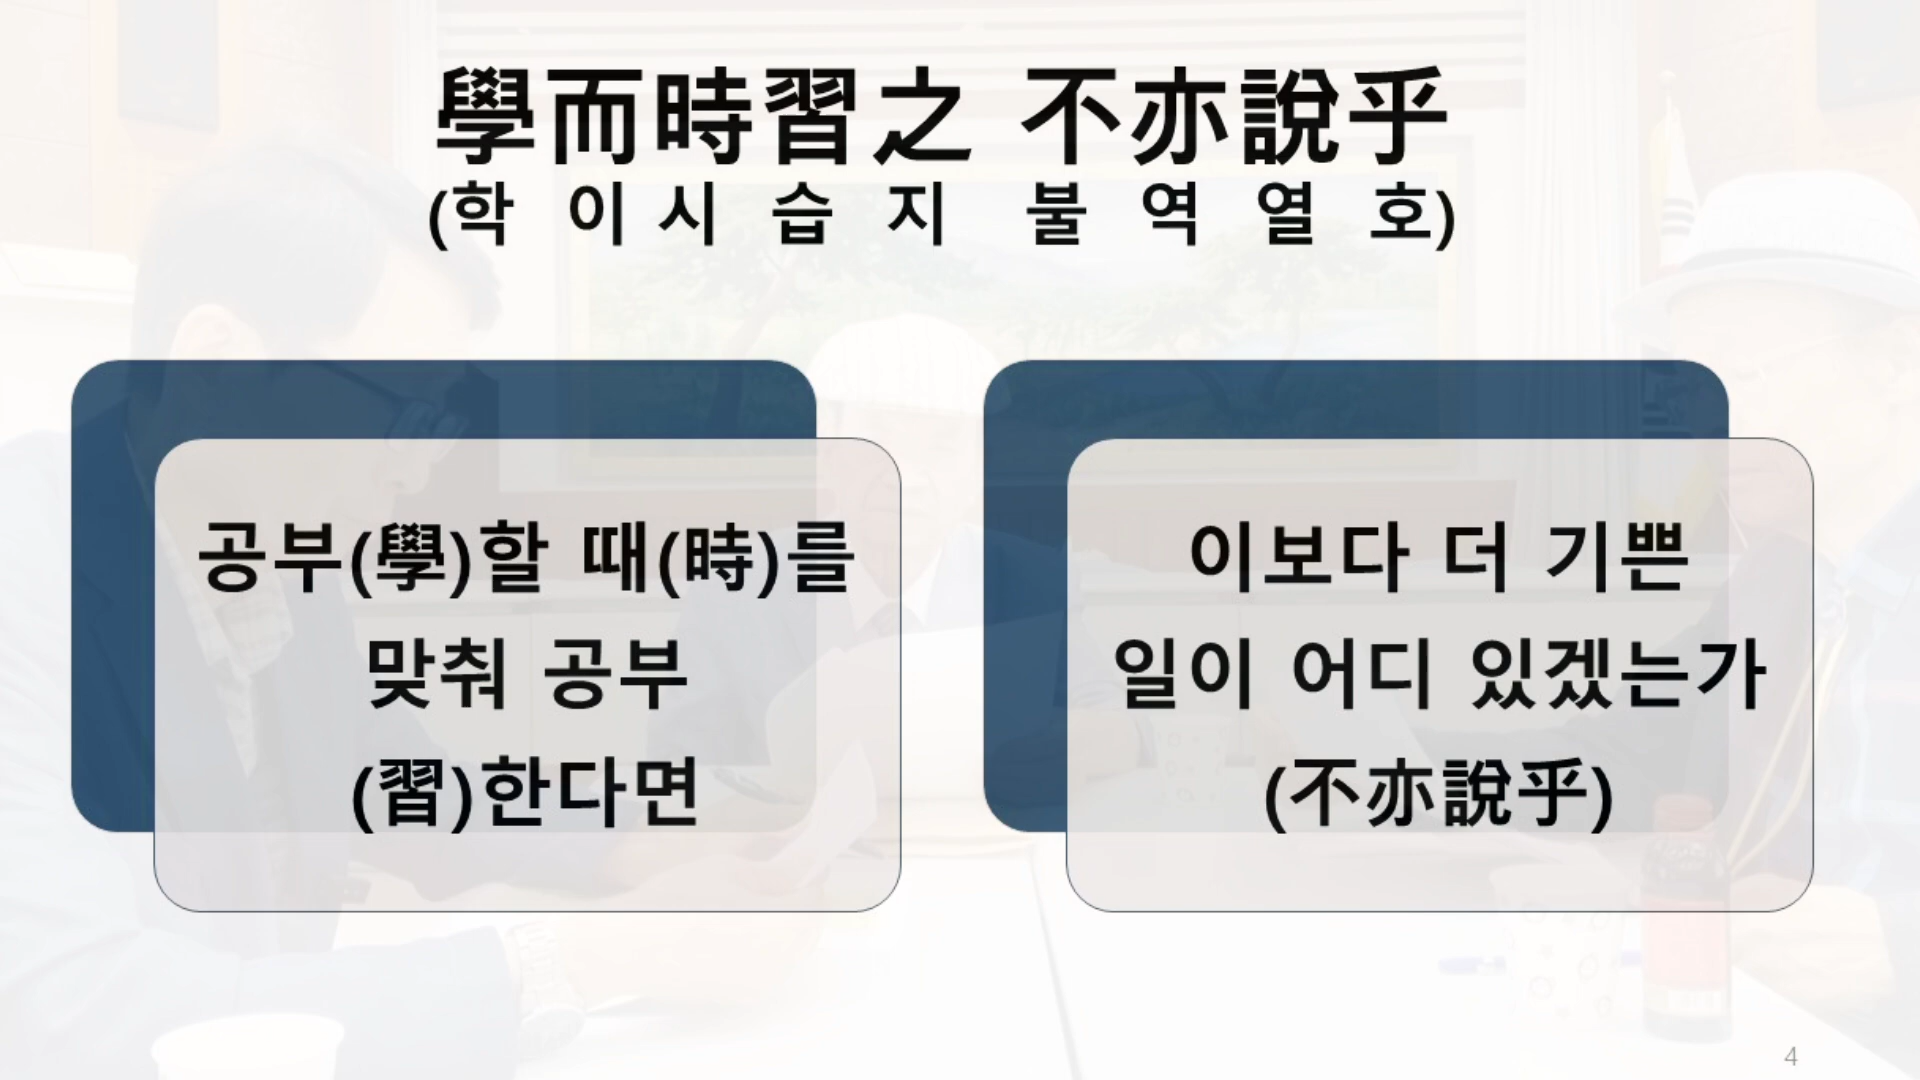 學而時習之 不亦說乎
(학 이 시 습 지 불 역 열 호)
공부(學)할 때(時)를
맞춰 공부
(習)한다면
이보다 더 기쁜
일이 어디 있겠는가
(不亦說乎)
4